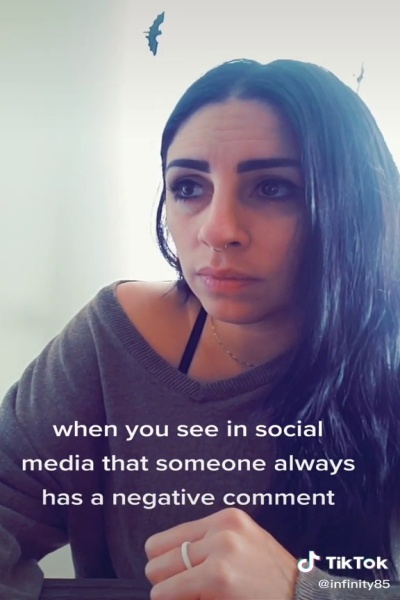 when you see in social
media that someone always
has a negative comment
TikTok
@infinity85